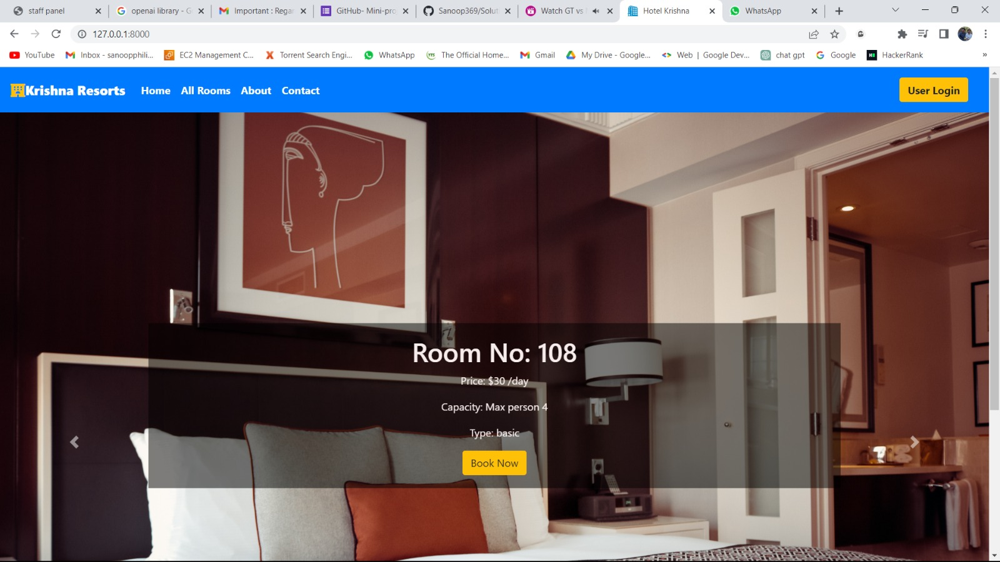 staff panel
openai library - G
Important : Regar
GitHub- Mini-pro
Sanoop369/Solut
Watch GT vs
Hotel Krishna
WhatsApp
127.0.0.1:8000
YouTube
Inbox - sanoopphili...
EC2 Management C...
Torrent Search Engi...
WhatsApp
The Official Home...
Gmail
My Drive - Google...
Web | Google Dev...
chat gpt
Google
HackerRank
»
Krishna Resorts
Home
All Rooms
About
Contact
User Login
Room No: 108
Price: $30 /day
Capacity: Max person 4
Type: basic
Book Now